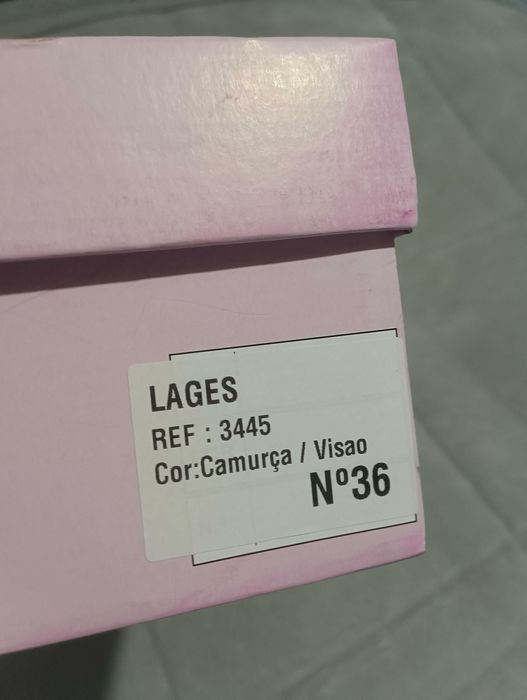 LAGES
REF : 3445
Cor:Camurça / Visao
Nº36